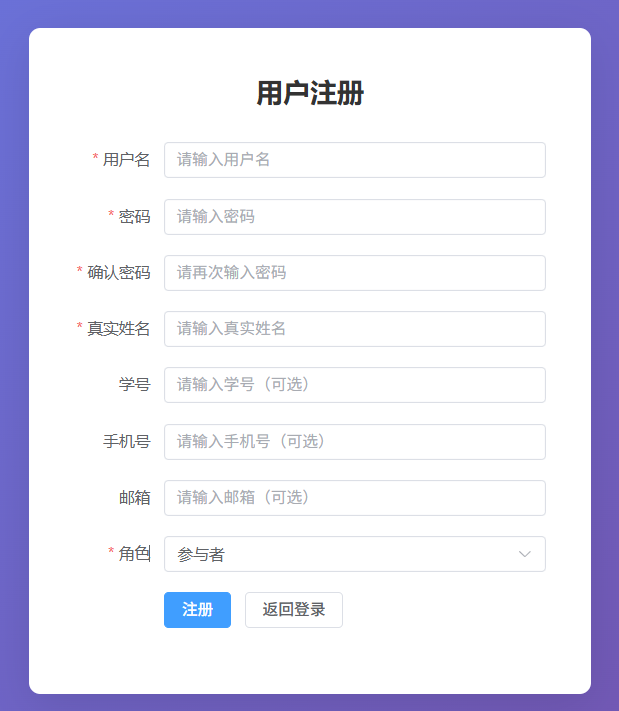 用户注册
* 用户名 请输入用户名
* 密码 请输入密码
* 确认密码 请再次输入密码
* 真实姓名 请输入真实姓名
学号 请输入学号（可选）
手机号 请输入手机号（可选）
邮箱 请输入邮箱（可选）
* 角色 参与者
注册 返回登录